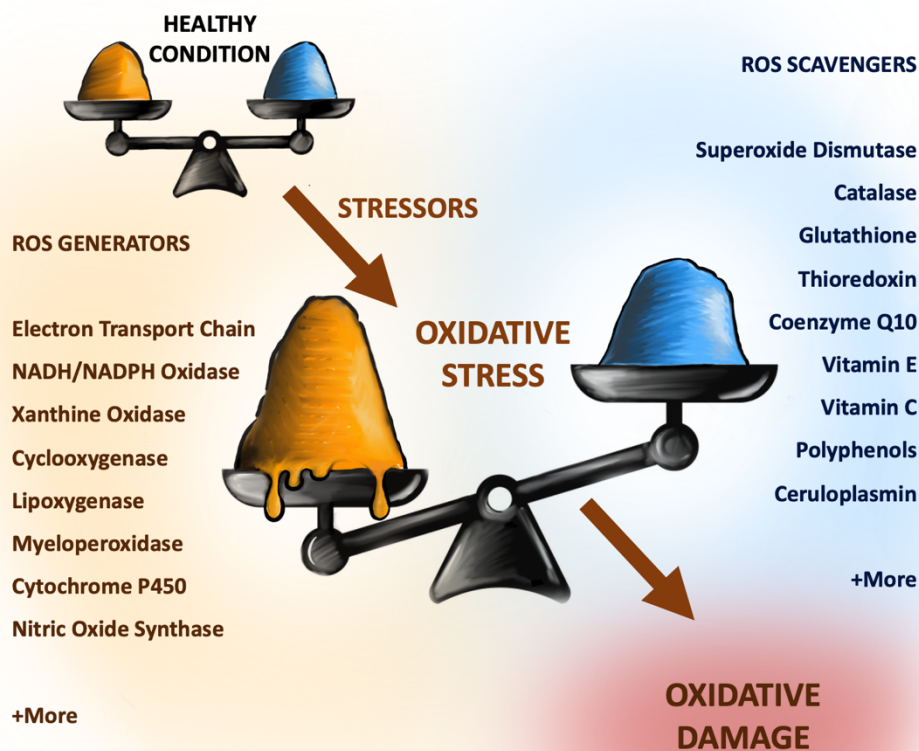 HEALTHY
CONDITION
STRESSORS
ROS GENERATORS
Electron Transport Chain
NADH/NADPH Oxidase
Xanthine Oxidase
Cyclooxygenase
Lipoxygenase
Myeloperoxidase
Cytochrome P450
Nitric Oxide Synthase
+More
OXIDATIVE
STRESS
ROS SCAVENGERS
Superoxide Dismutase
Catalase
Glutathione
Thioredoxin
Coenzyme Q10
Vitamin E
Vitamin C
Polyphenols
Ceruloplasmin
+More
OXIDATIVE
DAMAGE